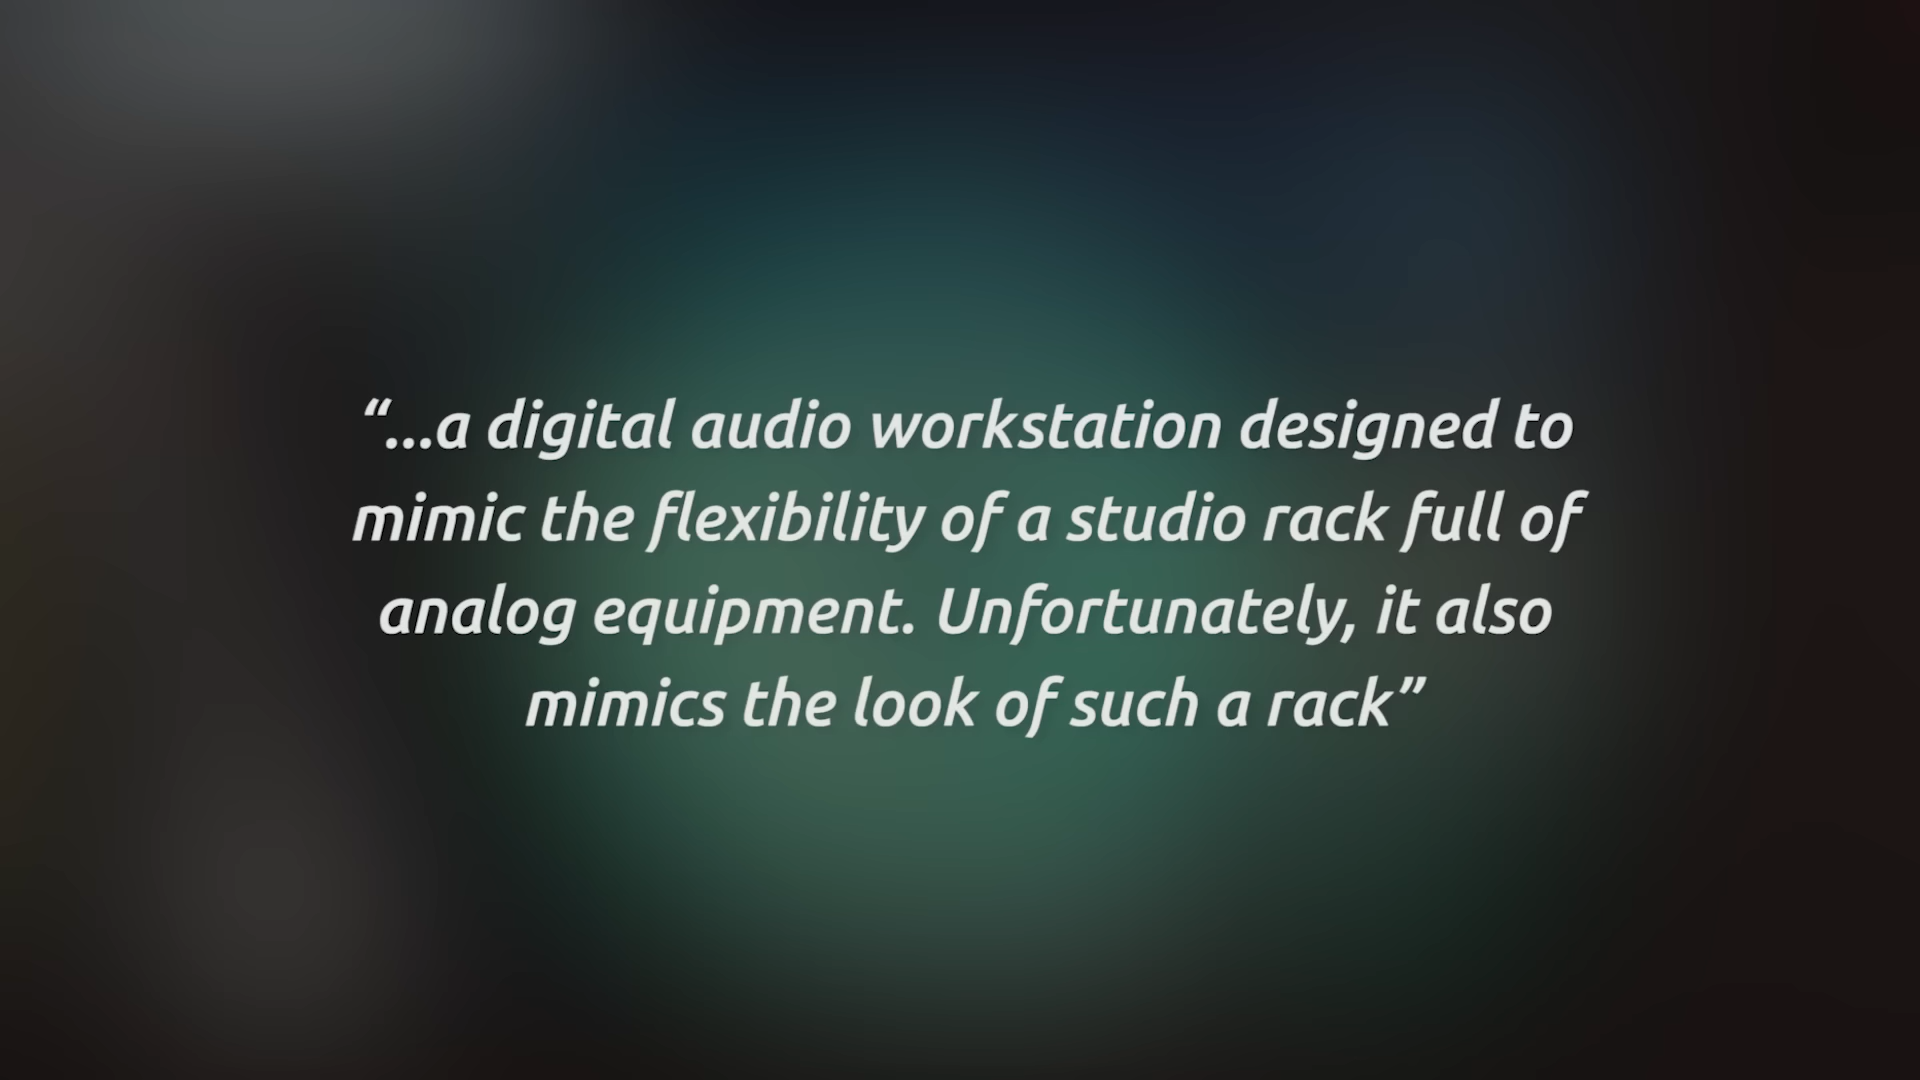 “...a digital audio workstation designed to
mimic the flexibility of a studio rack full of
analog equipment. Unfortunately, it also
mimics the look of such a rack”